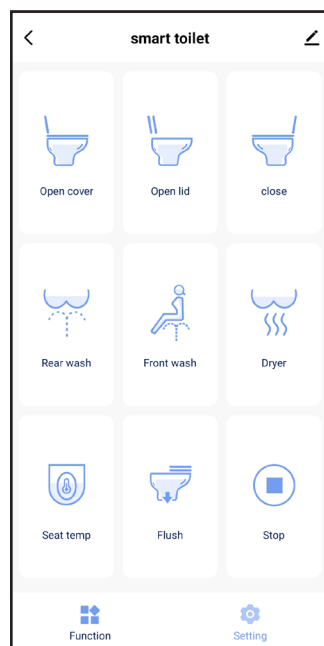 smart toilet
Open cover
Open lid
close
Rear wash
Front wash
Dryer
Seat temp
Flush
Stop
Function
Setting